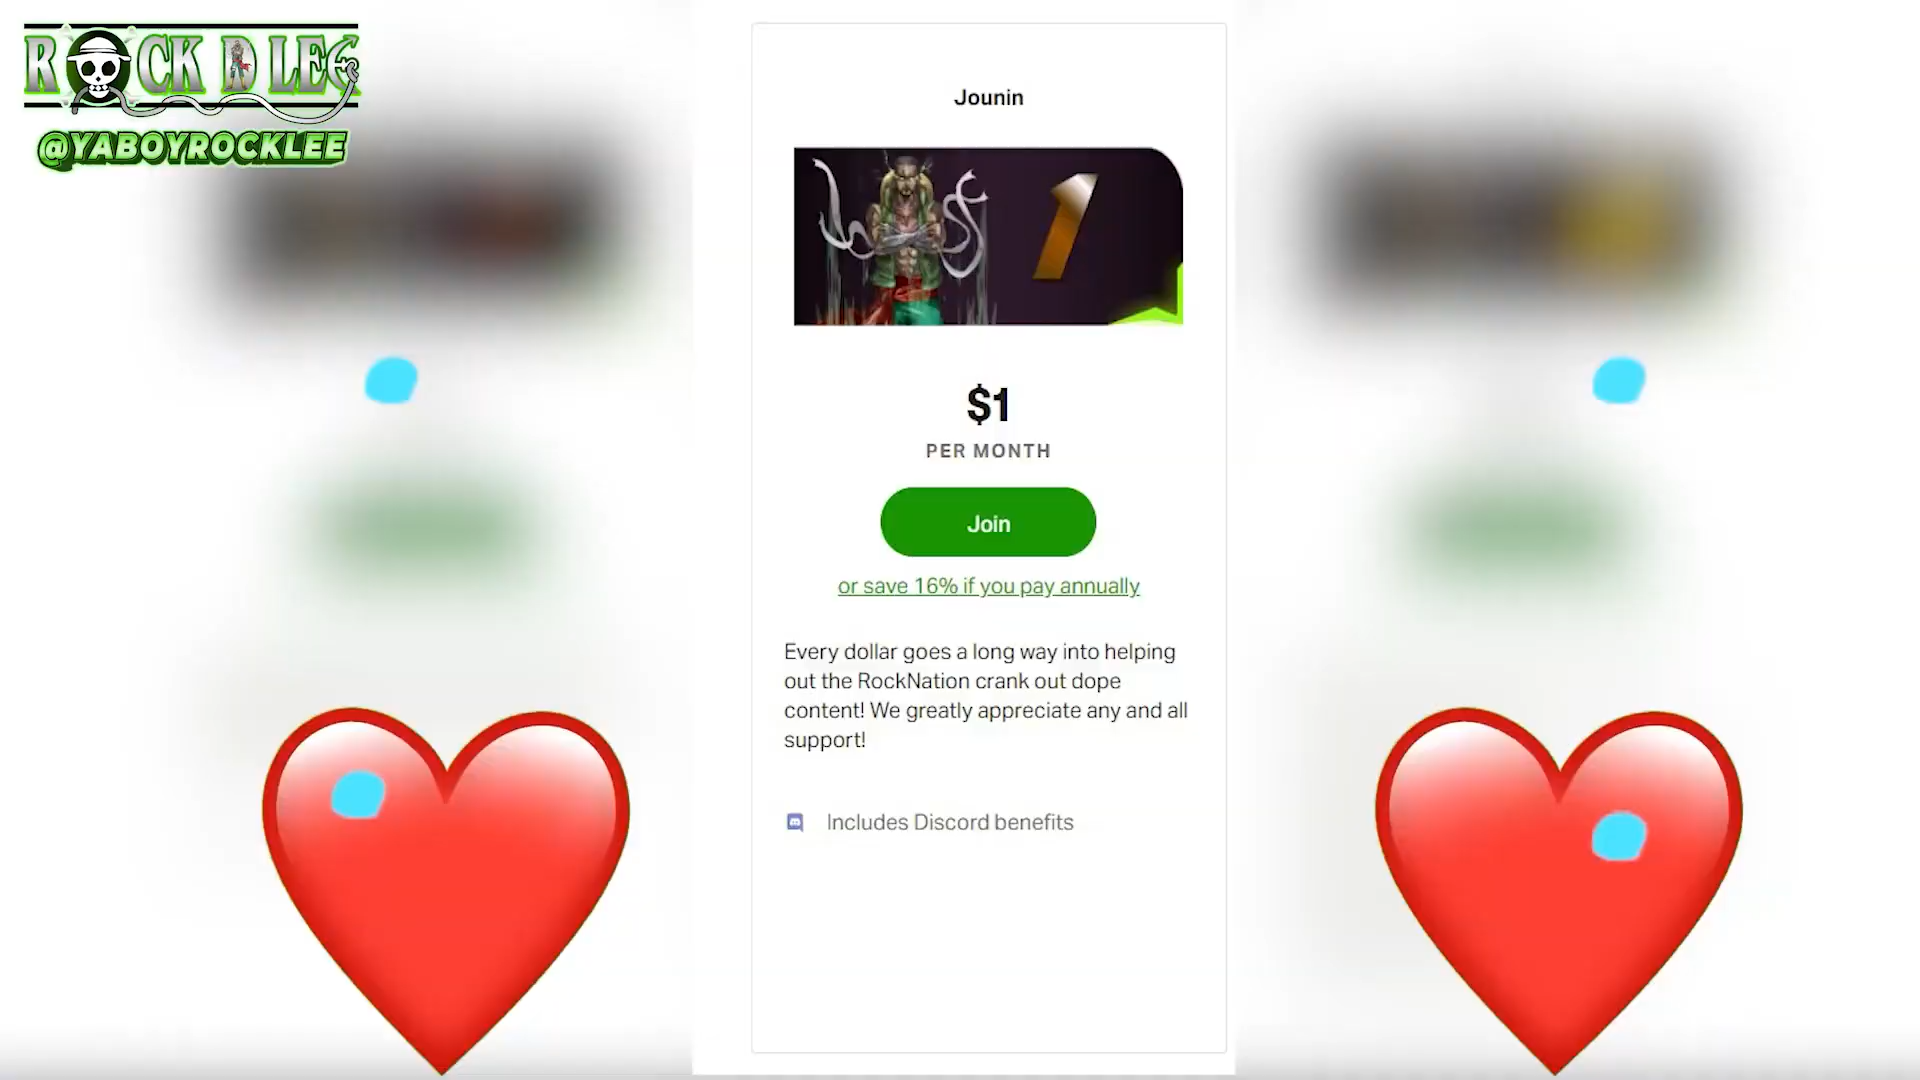 ROCK D LEE
@YABOYROCKLEE
Jounin
1
$1
PER MONTH
Join
or save 16% if you pay annually
Every dollar goes a long way into helping
out the RockNation crank out dope
content! We greatly appreciate any and all
support!
Includes Discord benefits